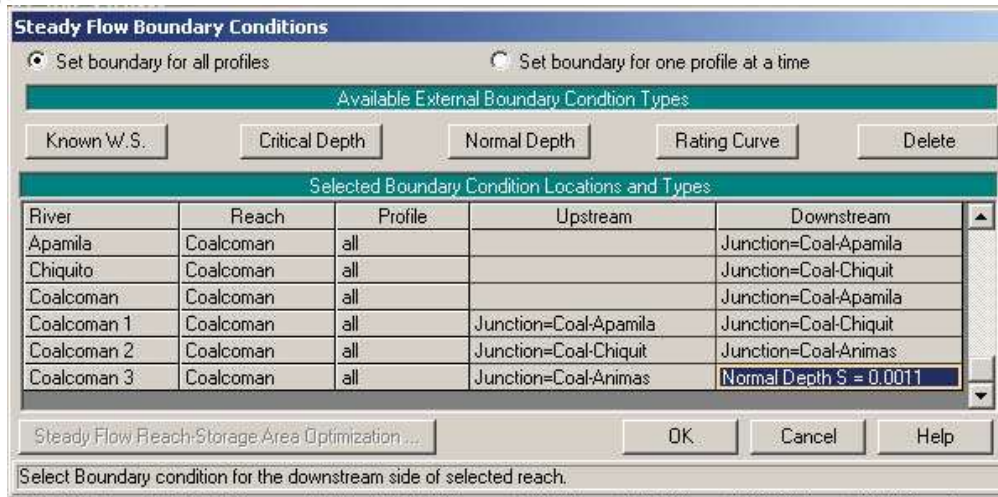 Steady Flow Boundary Conditions
Set boundary for all profiles Set boundary for one profile at a time
Available External Boundary Condtion Types
Known W.S. Critical Depth Normal Depth Rating Curve Delete
Selected Boundary Condition Locations and Types
River Reach Profile Upstream Downstream
Apamila Coalcoman all Junction=Coal-Apamila
Chiquito Coalcoman all Junction=Coal-Chiquit
Coalcoman Coalcoman all Junction=Coal-Apamila
Coalcoman 1 Coalcoman all Junction=Coal-Apamila Junction=Coal-Chiquit
Coalcoman 2 Coalcoman all Junction=Coal-Chiquit Junction=Coal-Animas
Coalcoman 3 Coalcoman all Junction=Coal-Animas Normal Depth S = 0.0011
Steady Flow Reach-Storage Area Optimization ... OK Cancel Help
Select Boundary condition for the downstream side of selected reach.